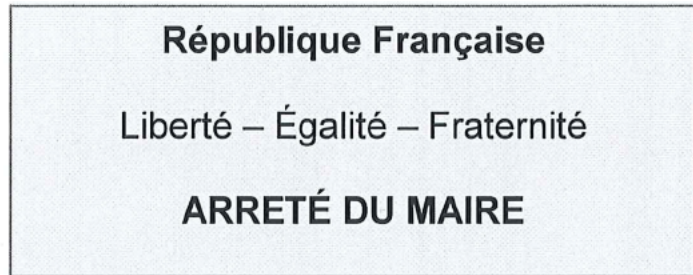 République Française
Liberté – Égalité – Fraternité
ARRETÉ DU MAIRE